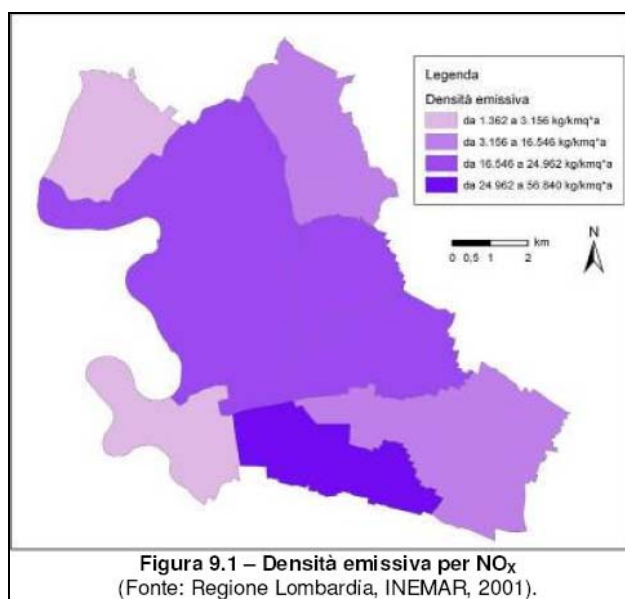 Legenda
Densità emissiva
da 1.362 a 3.156 kg/kmq*a
da 3.156 a 16.546 kg/kmq*a
da 16.546 a 24.962 kg/kmq*a
da 24.962 a 56.840 kg/kmq*a
N
km
0 0,5 1 2
Figura 9.1 – Densità emissiva per NOX
(Fonte: Regione Lombardia, INEMAR, 2001).